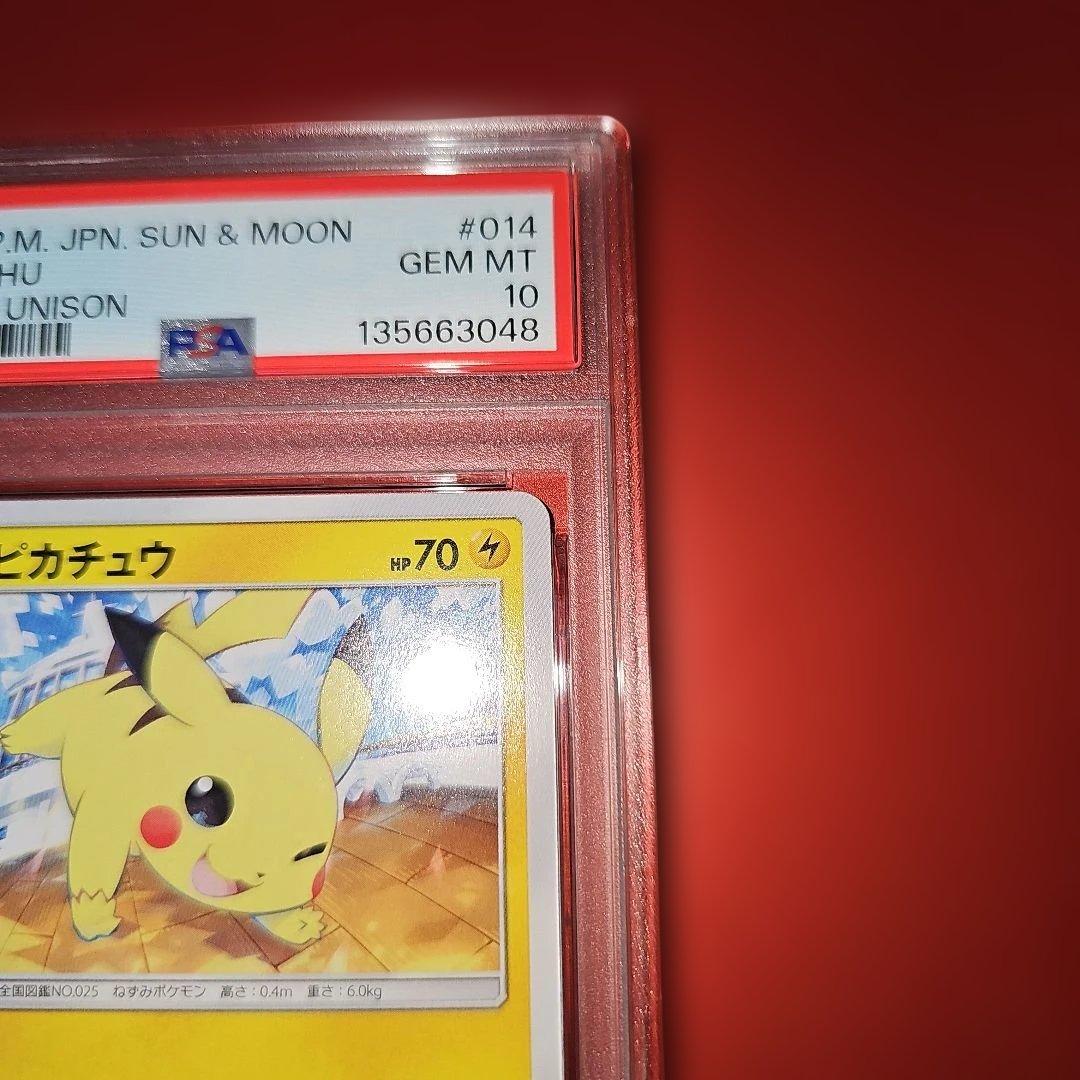 P.M. JPN. SUN & MOON #014
HU GEM MT
UNISON 10
PSA 135663048
ピカチュウ HP70
全国図鑑NO.025 ねずみポケモン 高さ：0.4m 重さ：6.0kg